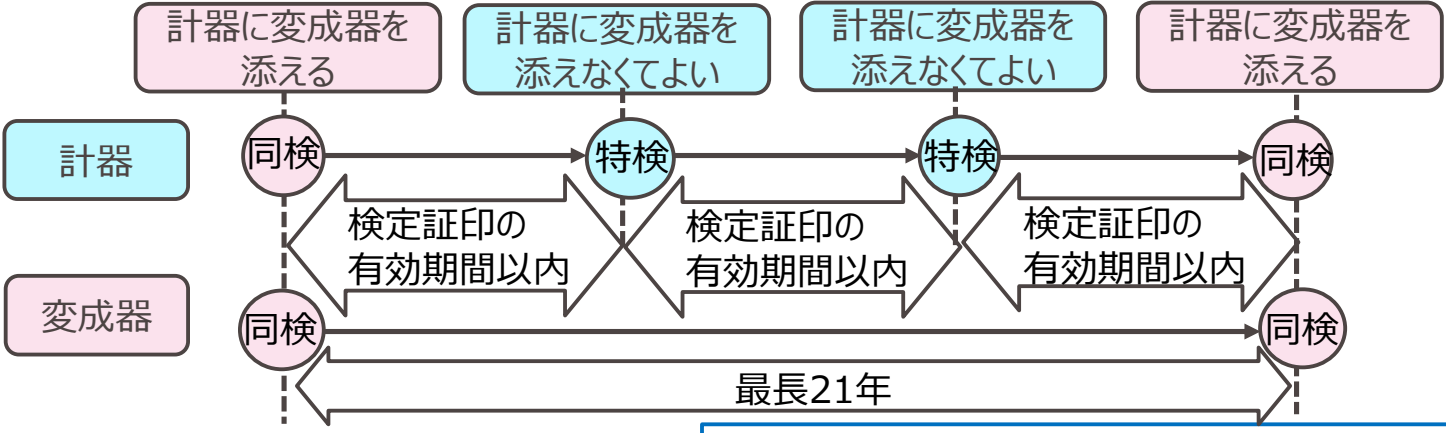 計器に変成器を
添える
計器に変成器を
添えなくてよい
計器に変成器を
添えなくてよい
計器に変成器を
添える
計器
同検
特検
特検
同検
検定証印の
有効期間以内
検定証印の
有効期間以内
検定証印の
有効期間以内
変成器
同検
同検
最長21年